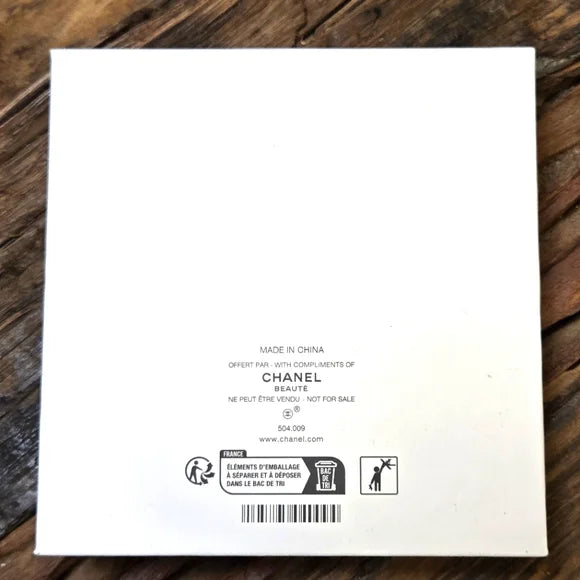 MADE IN CHINA
OFFERT PAR - WITH COMPLIMENTS OF
CHANEL
BEAUTÉ
NE PEUT ÊTRE VENDU - NOT FOR SALE
®
504.009
www.chanel.com
FRANCE
ÉLÉMENTS D'EMBALLAGE
À SÉPARER ET À DÉPOSER
DANS LE BAC DE TRI
BAC
DE
TRI